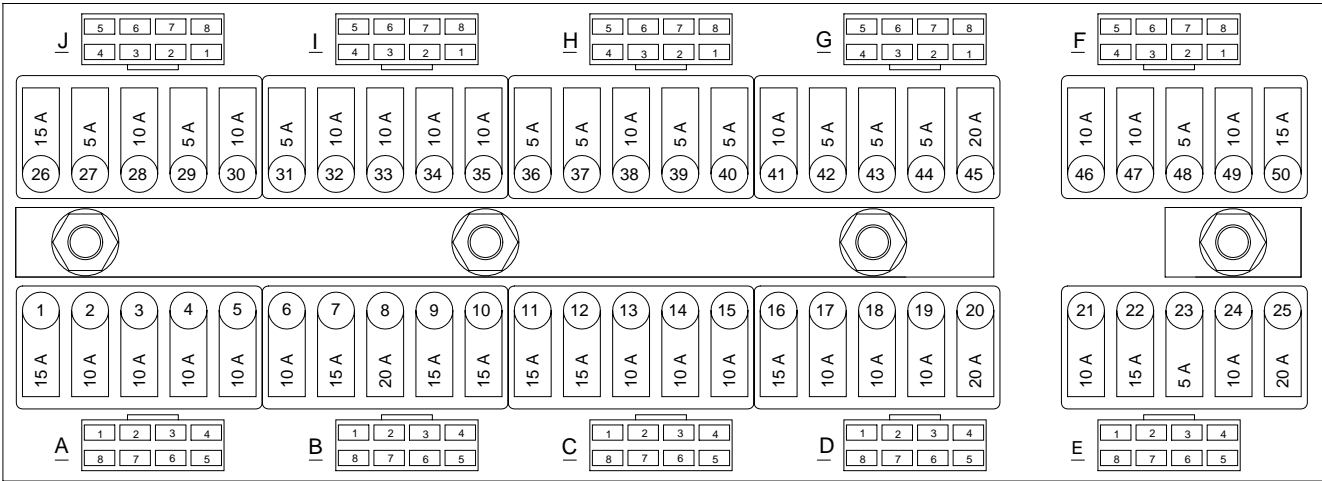 5 6 7 8 5 6 7 8 5 6 7 8 5 6 7 8 5 6 7 8
J I H G F
4 3 2 1 4 3 2 1 4 3 2 1 4 3 2 1 4 3 2 1
15 A 5 A 10 A 5 A 10 A 5 A 10 A 20 A 10 A 10 A 5 A 5 A 10 A 5 A 5 A 10 A 5 A 5 A 5 A 20 A 10 A 10 A 5 A 10 A 15 A
26 27 28 29 30 31 32 33 34 35 36 37 38 39 40 41 42 43 44 45 46 47 48 49 50
1 2 3 4 5 6 7 8 9 10 11 12 13 14 15 16 17 18 19 20 21 22 23 24 25
15 A 10 A 10 A 10 A 10 A 10 A 15 A 20 A 15 A 15 A 15 A 15 A 10 A 10 A 10 A 15 A 10 A 10 A 10 A 20 A 10 A 15 A 5 A 10 A 20 A
1 2 3 4 1 2 3 4 1 2 3 4 1 2 3 4 1 2 3 4
A B C D E
8 7 6 5 8 7 6 5 8 7 6 5 8 7 6 5 8 7 6 5